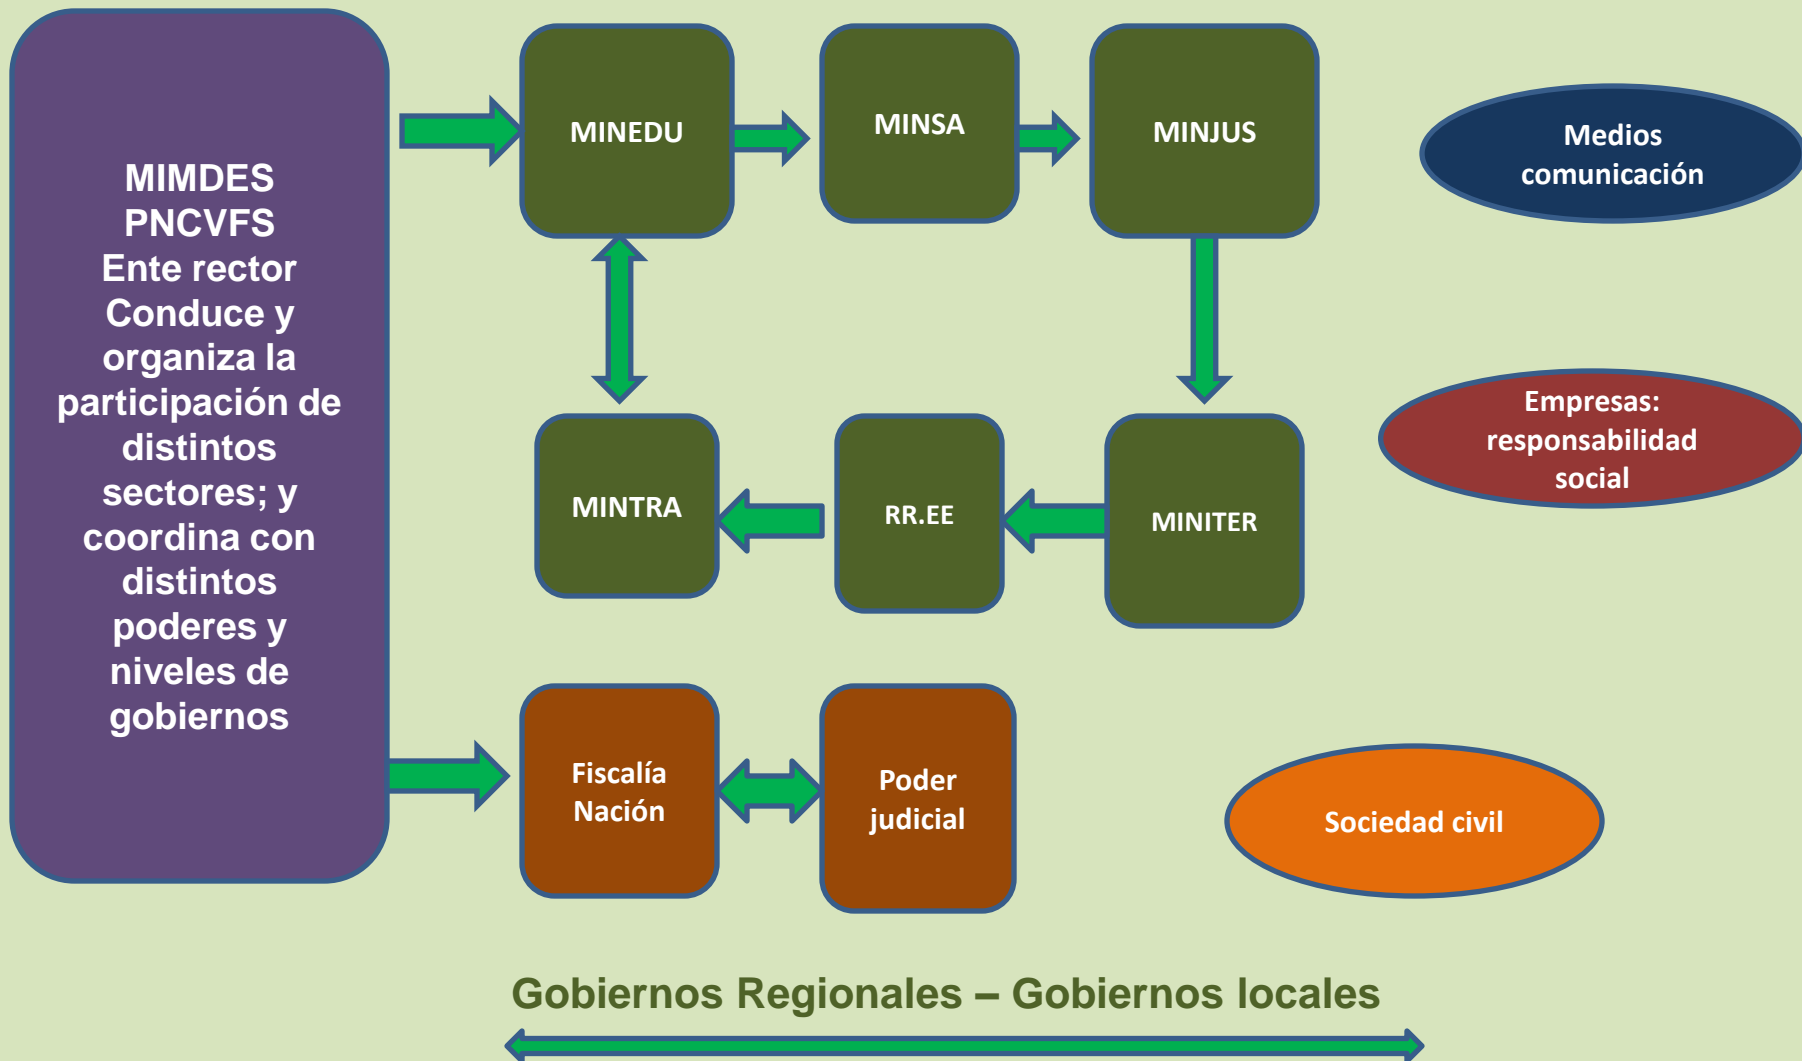 MIMDES
PNCVFS
Ente rector
Conduce y
organiza la
participación de
distintos
sectores; y
coordina con
distintos
poderes y
niveles de
gobiernos
MINEDU
MINSA
MINJUS
Medios
comunicación
MINTRA
RR.EE
MINITER
Empresas:
responsabilidad
social
Fiscalía
Nación
Poder
judicial
Sociedad civil
Gobiernos Regionales – Gobiernos locales